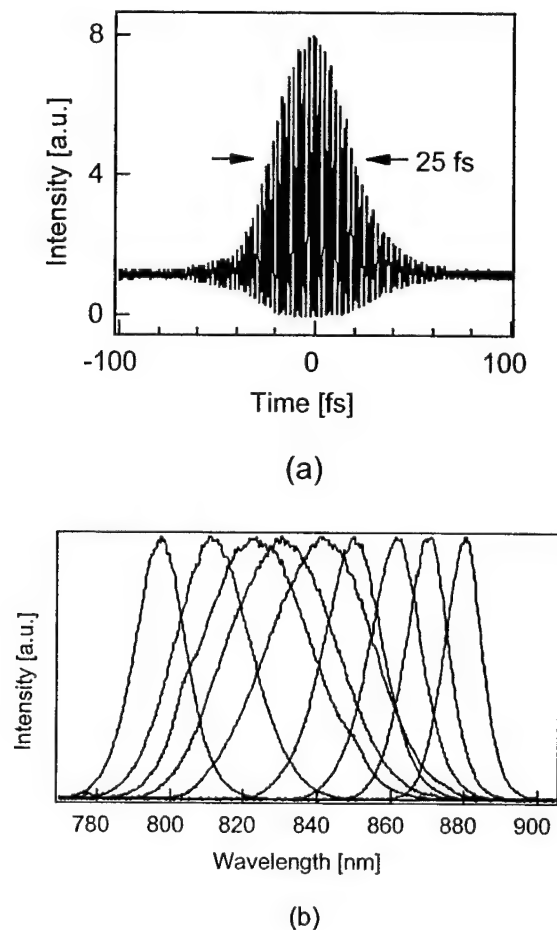 8
4
0
Intensity [a.u.]
25 fs
-100 0 100
Time [fs]
(a)
Intensity [a.u.]
780 800 820 840 860 880 900
Wavelength [nm]
(b)